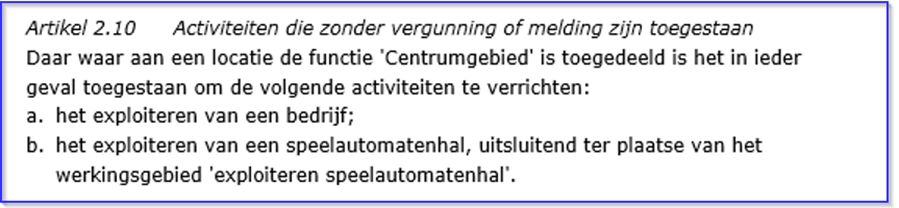 Artikel 2.10 Activiteiten die zonder vergunning of melding zijn toegestaan
Daar waar aan een locatie de functie 'Centrumgebied' is toegedeeld is het in ieder
geval toegestaan om de volgende activiteiten te verrichten:
a. het exploiteren van een bedrijf;
b. het exploiteren van een speelautomatenhal, uitsluitend ter plaatse van het
werkingsgebied 'exploiteren speelautomatenhal'.